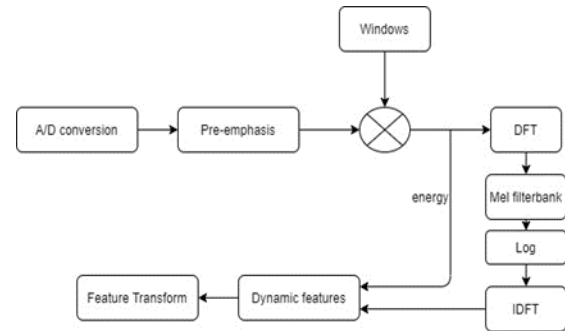 Windows
A/D conversion
Pre-emphasis
DFT
energy
Mel filterbank
Log
Feature Transform
Dynamic features
IDFT